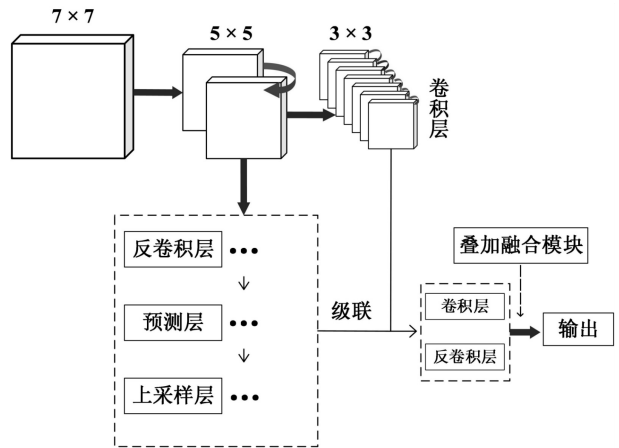 7 × 7
5 × 5
3 × 3
卷积层
反卷积层 •••
预测层 •••
上采样层 •••
级联
叠加融合模块
卷积层
反卷积层
输出